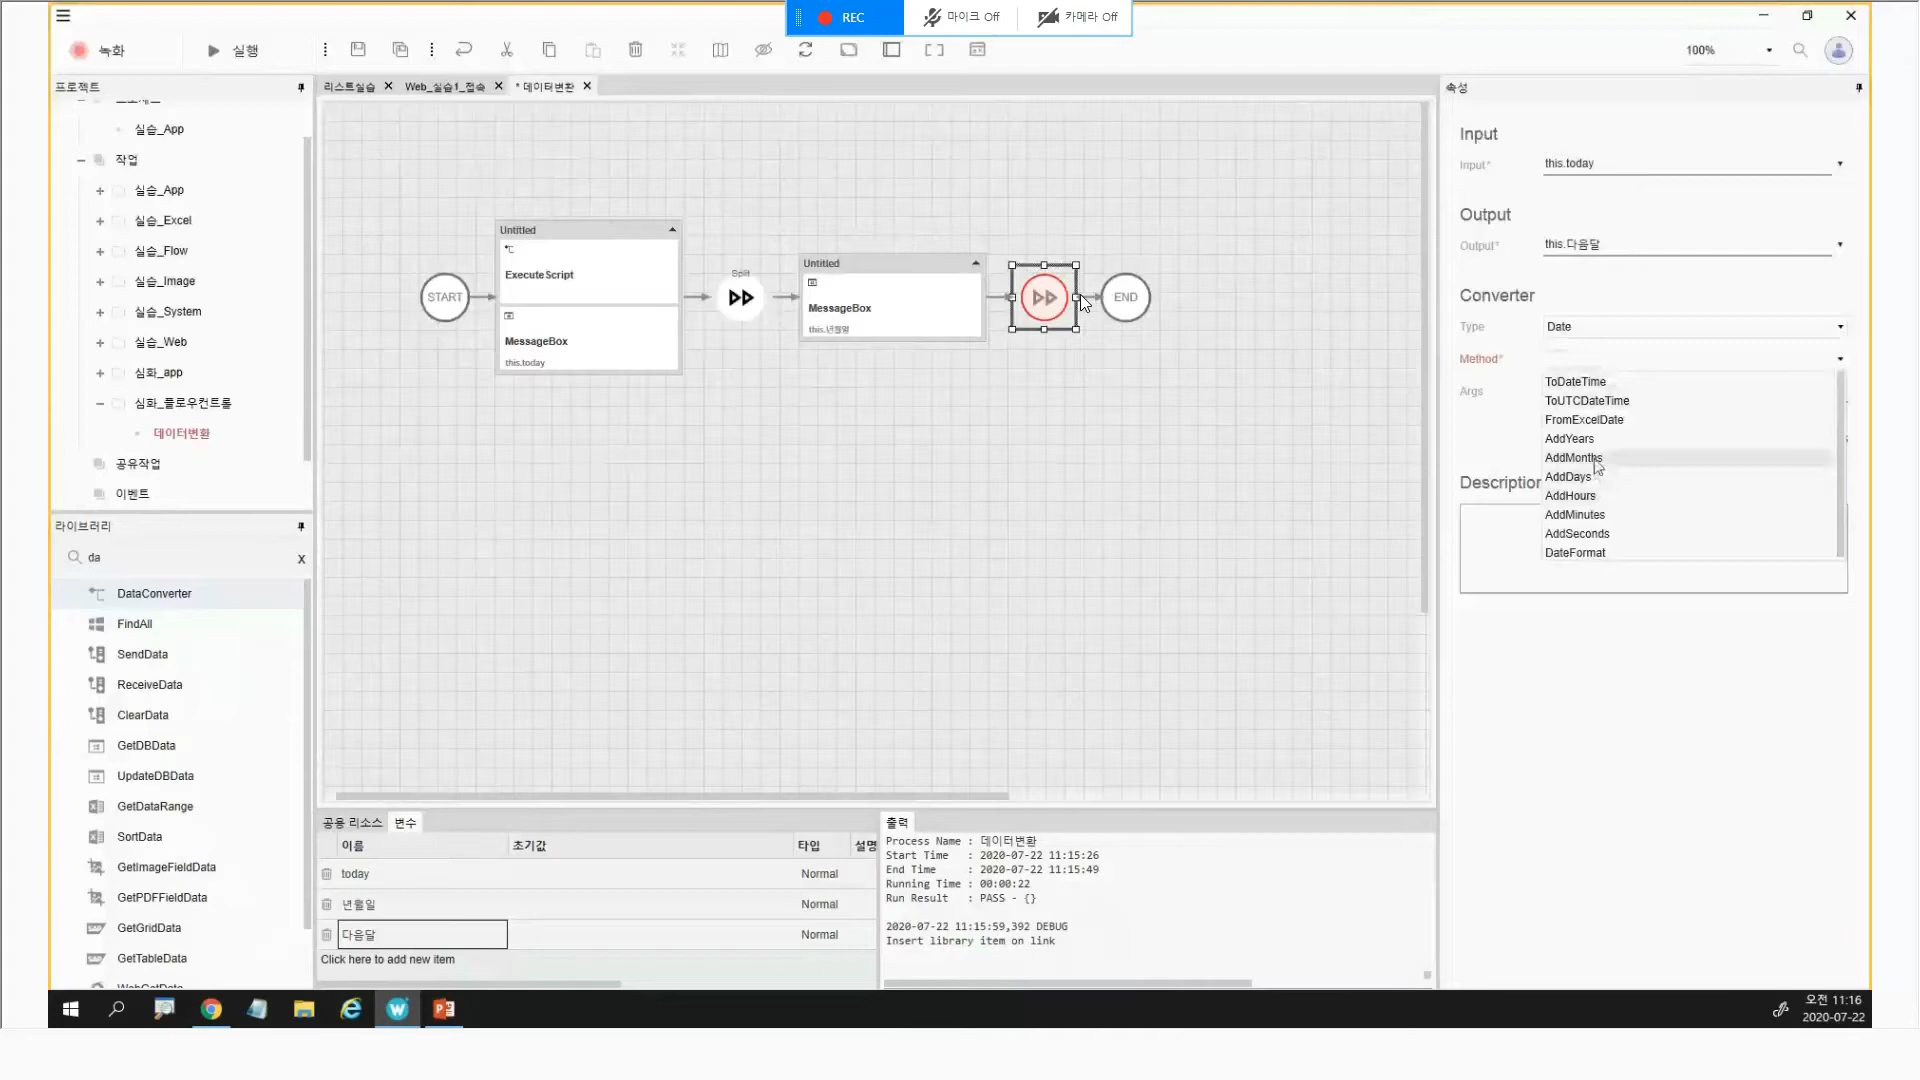 REC
마이크 Off
카메라 Off
녹화
실행
100%
프로젝트
실습_App
작업
실습_App
실습_Excel
실습_Flow
실습_Image
실습_System
실습_Web
심화_app
심화_플로우컨트롤
데이터변환
공유작업
이벤트
라이브러리
da
X
DataConverter
FindAll
SendData
ReceiveData
ClearData
GetDBData
UpdateDBData
GetDataRange
SortData
GetImageFieldData
GetPDFFieldData
GetGridData
GetTableData
WebGetData
리스트실습
Web_실습1_접속
* 데이터변환
START
Untitled
ExecuteScript
MessageBox
this.today
Split
Untitled
MessageBox
this.년월일
END
공용 리소스
변수
이름
초기값
타입
설명
today
Normal
년월일
Normal
다음달
Normal
Click here to add new item
출력
Process Name : 데이터변환
Start Time : 2020-07-22 11:15:26
End Time : 2020-07-22 11:15:49
Running Time : 00:00:22
Run Result : PASS - {}
2020-07-22 11:15:59,392 DEBUG
Insert library item on link
속성
Input
Input*
this.today
Output
Output*
this.다음달
Converter
Type
Date
Method*
Args
ToDateTime
ToUTCDateTime
FromExcelDate
AddYears
AddMonths
AddDays
AddHours
AddMinutes
AddSeconds
DateFormat
Description
오전 11:16
2020-07-22